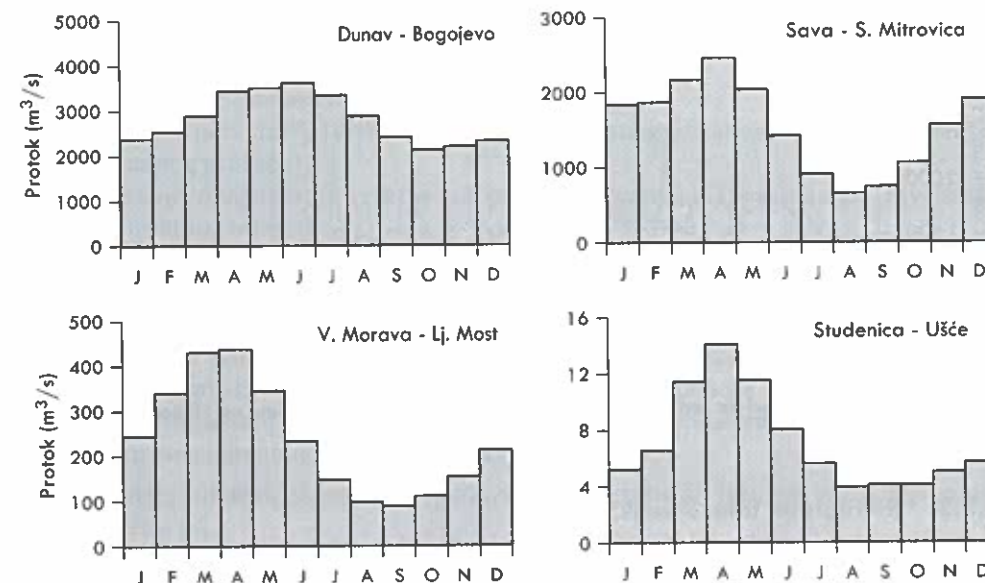 Dunav - Bogojevo
Protok (m³/s)
5000
4000
3000
2000
1000
0
J F M A M J J A S O N D
Sava - S. Mitrovica
3000
2000
1000
0
J F M A M J J A S O N D
V. Morava - Lj. Most
Protok (m³/s)
500
400
300
200
100
0
J F M A M J J A S O N D
Studenica - Ušće
16
12
8
4
0
J F M A M J J A S O N D